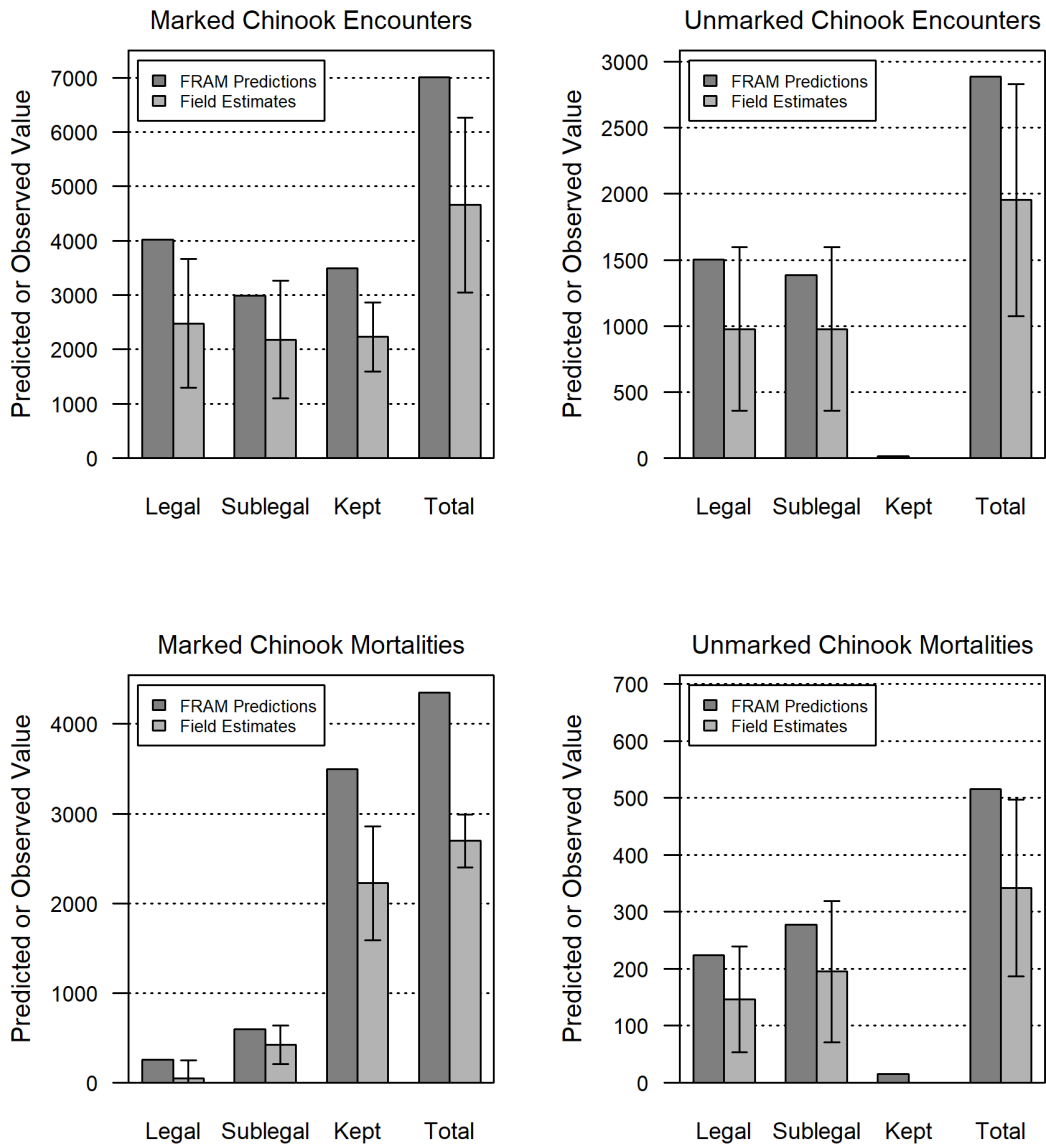 Marked Chinook Encounters
Predicted or Observed Value
7000
6000
5000
4000
3000
2000
1000
0
FRAM Predictions
Field Estimates
Legal Sublegal Kept Total
Unmarked Chinook Encounters
Predicted or Observed Value
3000
2500
2000
1500
1000
500
0
FRAM Predictions
Field Estimates
Legal Sublegal Kept Total
Marked Chinook Mortalities
Predicted or Observed Value
4000
3000
2000
1000
0
FRAM Predictions
Field Estimates
Legal Sublegal Kept Total
Unmarked Chinook Mortalities
Predicted or Observed Value
700
600
500
400
300
200
100
0
FRAM Predictions
Field Estimates
Legal Sublegal Kept Total